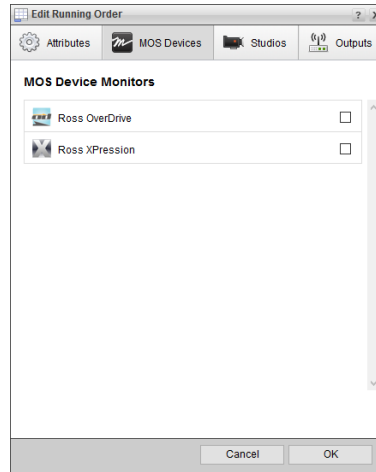 Edit Running Order
?
Attributes
MOS Devices
Studios
Outputs
MOS Device Monitors
Ross OverDrive
Ross XPression
Cancel
OK